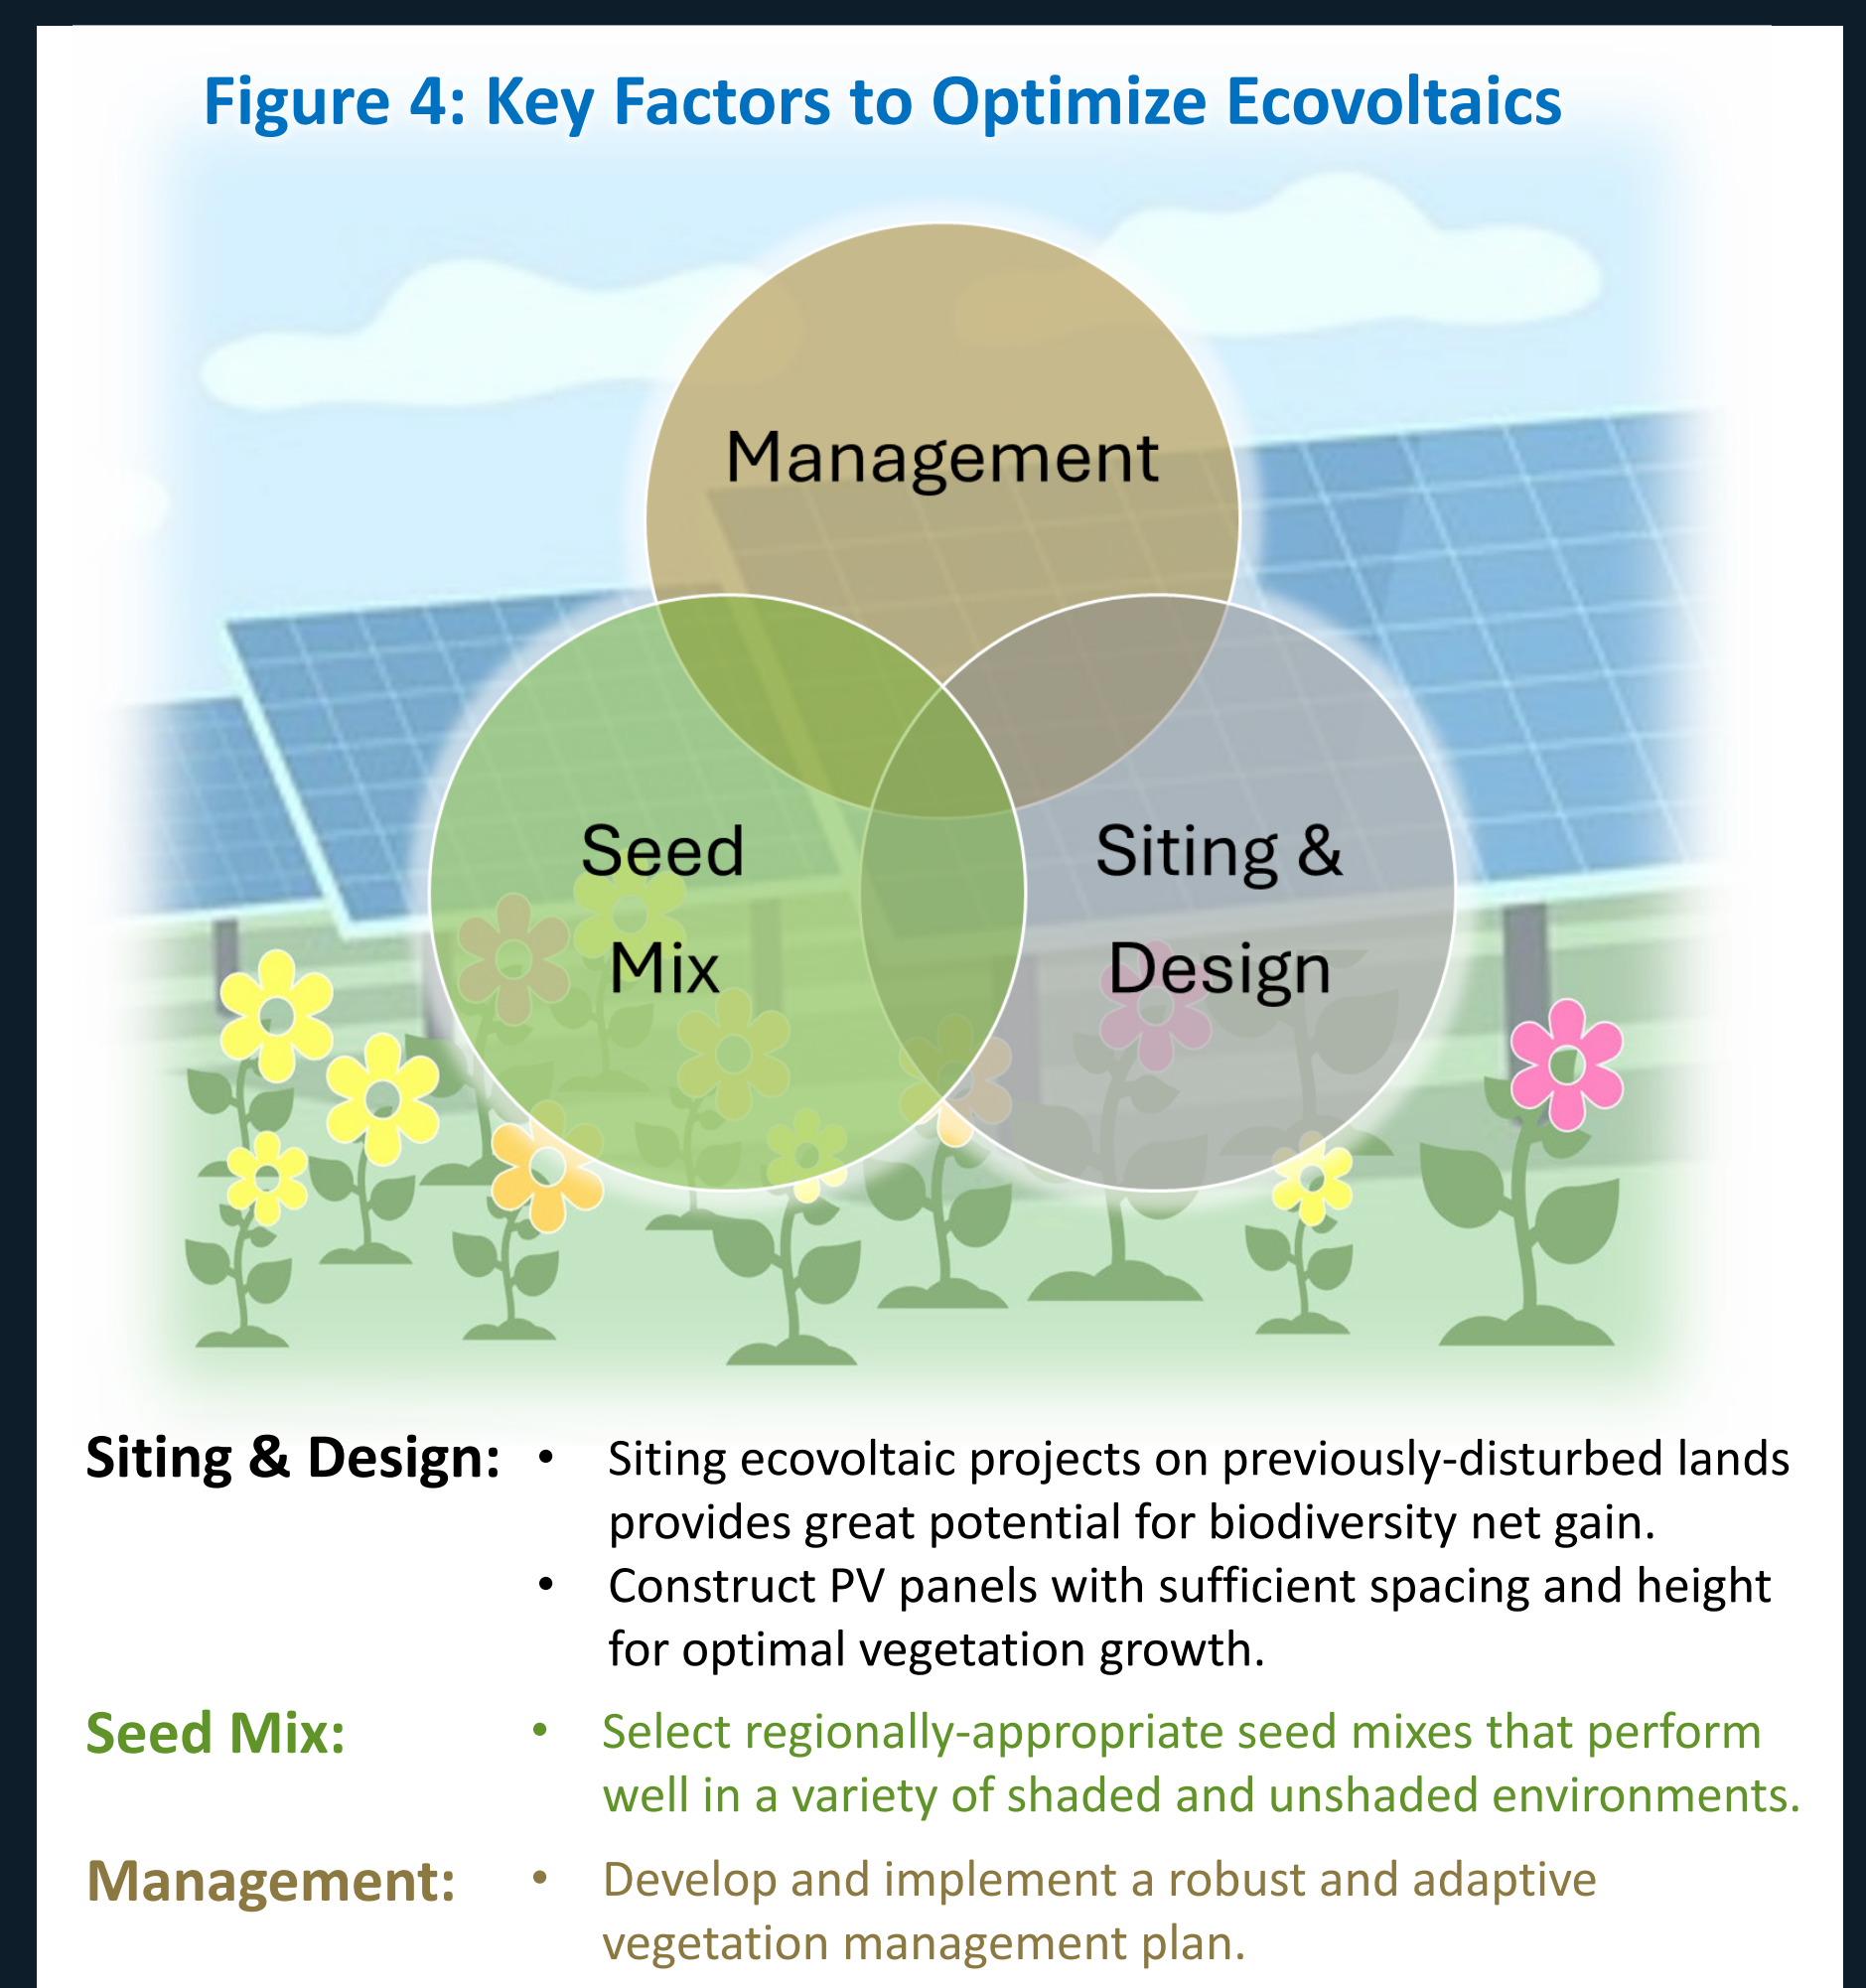 Figure 4: Key Factors to Optimize Ecovoltaics
Management
Seed
Mix
Siting &
Design
Siting & Design:
• Siting ecovoltaic projects on previously-disturbed lands
provides great potential for biodiversity net gain.
• Construct PV panels with sufficient spacing and height
for optimal vegetation growth.
Seed Mix:
• Select regionally-appropriate seed mixes that perform
well in a variety of shaded and unshaded environments.
Management:
• Develop and implement a robust and adaptive
vegetation management plan.